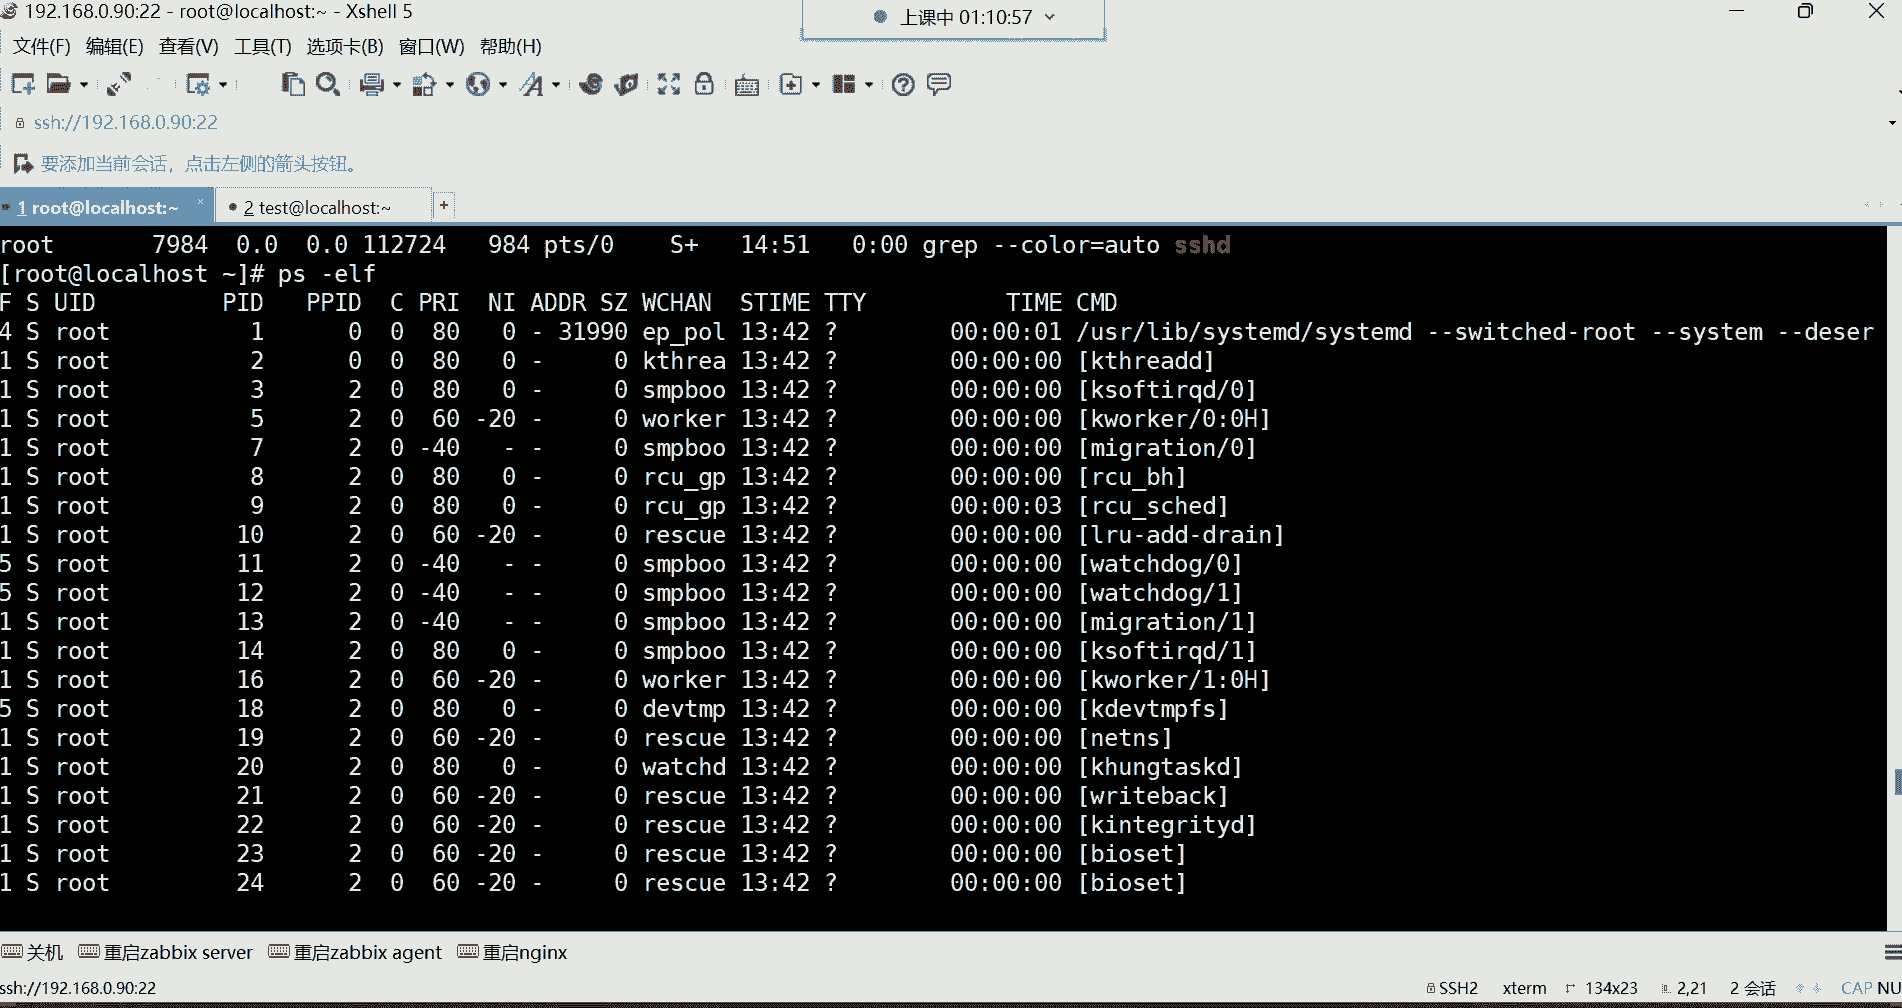 192.168.0.90:22 - root@localhost:~ - Xshell 5
上课中 01:10:57
文件(F) 编辑(E) 查看(V) 工具(T) 选项卡(B) 窗口(W) 帮助(H)
ssh://192.168.0.90:22
要添加当前会话，点击左侧的箭头按钮。
1 root@localhost:~ × 2 test@localhost:~ +
root 7984 0.0 0.0 112724 984 pts/0 S+ 14:51 0:00 grep --color=auto sshd
[root@localhost ~]# ps -elf
F S UID PID PPID C PRI NI ADDR SZ WCHAN STIME TTY TIME CMD
4 S root 1 0 0 80 0 - 31990 ep_pol 13:42 ? 00:00:01 /usr/lib/systemd/systemd --switched-root --system --deser
1 S root 2 0 0 80 0 - 0 kthrea 13:42 ? 00:00:00 [kthreadd]
1 S root 3 2 0 80 0 - 0 smpboo 13:42 ? 00:00:00 [ksoftirqd/0]
1 S root 5 2 0 60 -20 - 0 worker 13:42 ? 00:00:00 [kworker/0:0H]
1 S root 7 2 0 -40 - - 0 smpboo 13:42 ? 00:00:00 [migration/0]
1 S root 8 2 0 80 0 - 0 rcu_gp 13:42 ? 00:00:00 [rcu_bh]
1 S root 9 2 0 80 0 - 0 rcu_gp 13:42 ? 00:00:03 [rcu_sched]
1 S root 10 2 0 60 -20 - 0 rescue 13:42 ? 00:00:00 [lru-add-drain]
5 S root 11 2 0 -40 - - 0 smpboo 13:42 ? 00:00:00 [watchdog/0]
5 S root 12 2 0 -40 - - 0 smpboo 13:42 ? 00:00:00 [watchdog/1]
1 S root 13 2 0 -40 - - 0 smpboo 13:42 ? 00:00:00 [migration/1]
1 S root 14 2 0 80 0 - 0 smpboo 13:42 ? 00:00:00 [ksoftirqd/1]
1 S root 16 2 0 60 -20 - 0 worker 13:42 ? 00:00:00 [kworker/1:0H]
5 S root 18 2 0 80 0 - 0 devtmp 13:42 ? 00:00:00 [kdevtmpfs]
1 S root 19 2 0 60 -20 - 0 rescue 13:42 ? 00:00:00 [netns]
1 S root 20 2 0 80 0 - 0 watchd 13:42 ? 00:00:00 [khungtaskd]
1 S root 21 2 0 60 -20 - 0 rescue 13:42 ? 00:00:00 [writeback]
1 S root 22 2 0 60 -20 - 0 rescue 13:42 ? 00:00:00 [kintegrityd]
1 S root 23 2 0 60 -20 - 0 rescue 13:42 ? 00:00:00 [bioset]
1 S root 24 2 0 60 -20 - 0 rescue 13:42 ? 00:00:00 [bioset]
关机 重启zabbix server 重启zabbix agent 重启nginx
ssh://192.168.0.90:22 SSH2 xterm 134x23 2,21 2 会话 CAP NU